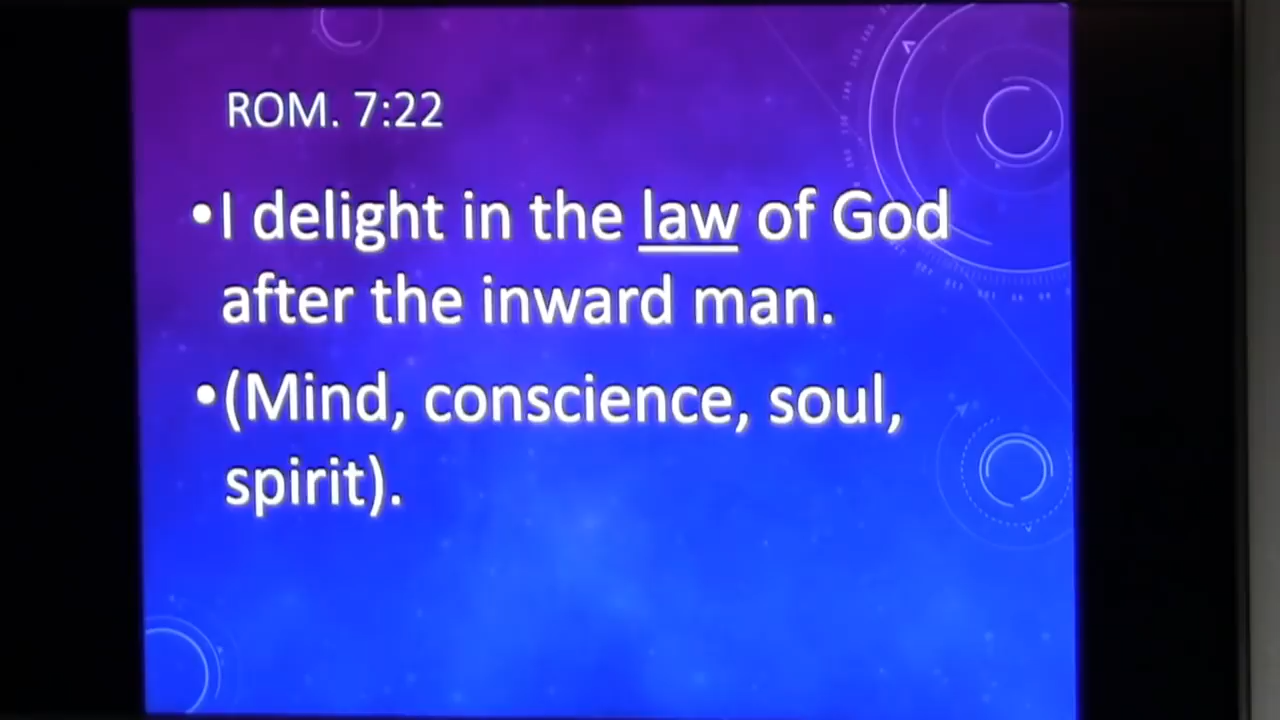 ROM. 7:22
•I delight in the law of God
after the inward man.
•(Mind, conscience, soul,
spirit).